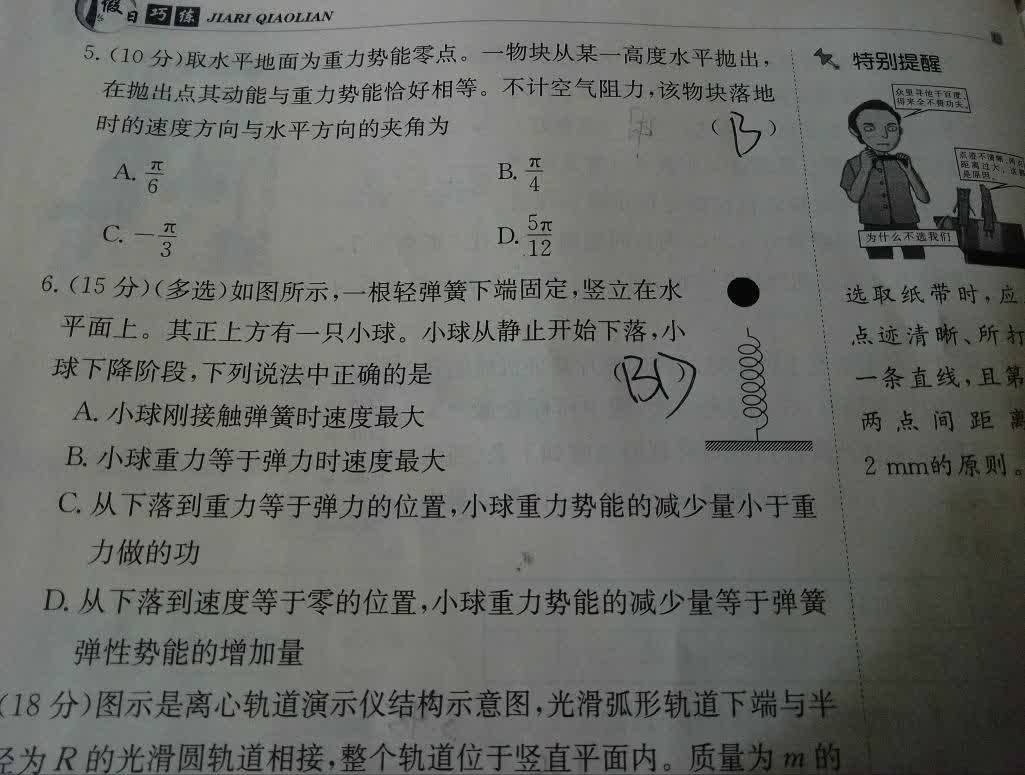 假日巧练 JIARI QIAOLIAN
5. (10 分)取水平地面为重力势能零点。一物块从某一高度水平抛出，
在抛出点其动能与重力势能恰好相等。不计空气阻力,该物块落地
时的速度方向与水平方向的夹角为 （B）
A. π/6 B. π/4
C. -π/3 D. 5π/12
6. (15 分)(多选)如图所示,一根轻弹簧下端固定,竖立在水
平面上。其正上方有一只小球。小球从静止开始下落,小
球下降阶段,下列说法中正确的是 (BD)
A. 小球刚接触弹簧时速度最大
B. 小球重力等于弹力时速度最大
C. 从下落到重力等于弹力的位置,小球重力势能的减少量小于重
力做的功
D. 从下落到速度等于零的位置,小球重力势能的减少量等于弹簧
弹性势能的增加量
(18 分)图示是离心轨道演示仪结构示意图,光滑弧形轨道下端与半
径为 R 的光滑圆轨道相接,整个轨道位于竖直平面内。质量为 m 的
特别提醒
众里寻他千百度,
得来全不费功夫。
点迹不清晰,两点
距离过大,这
是原因。
为什么不选我们
选取纸带时,应
点迹清晰、所打
一条直线,且第
两点间距离
2 mm的原则。